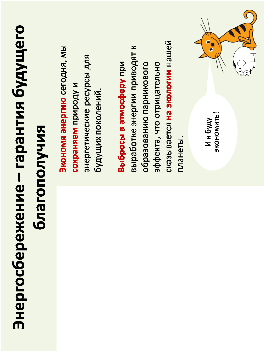 Энергосбережение – гарантия будущего
благополучия
Экономя энергию сегодня, мы
сохраняем природу и
энергетические ресурсы для
будущих поколений.
Выбросы в атмосферу при
выработке энергии приводят к
образованию парникового
эффекта, что отрицательно
сказывается на экологии нашей
планеты.
И я буду
экономить!